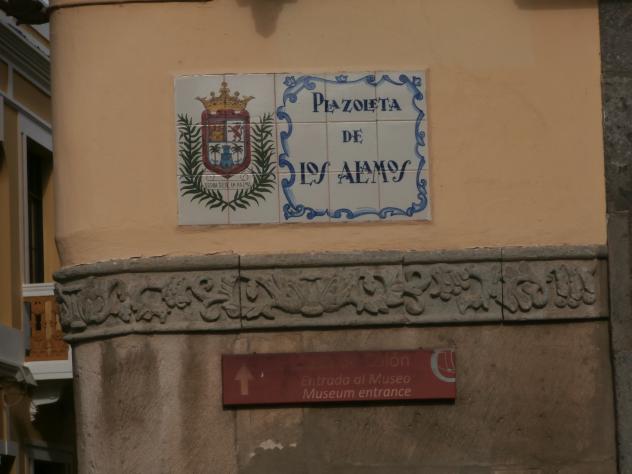 PLAZOLETA
DE
LOS ALAMOS
Entrada al Museo
Museum entrance